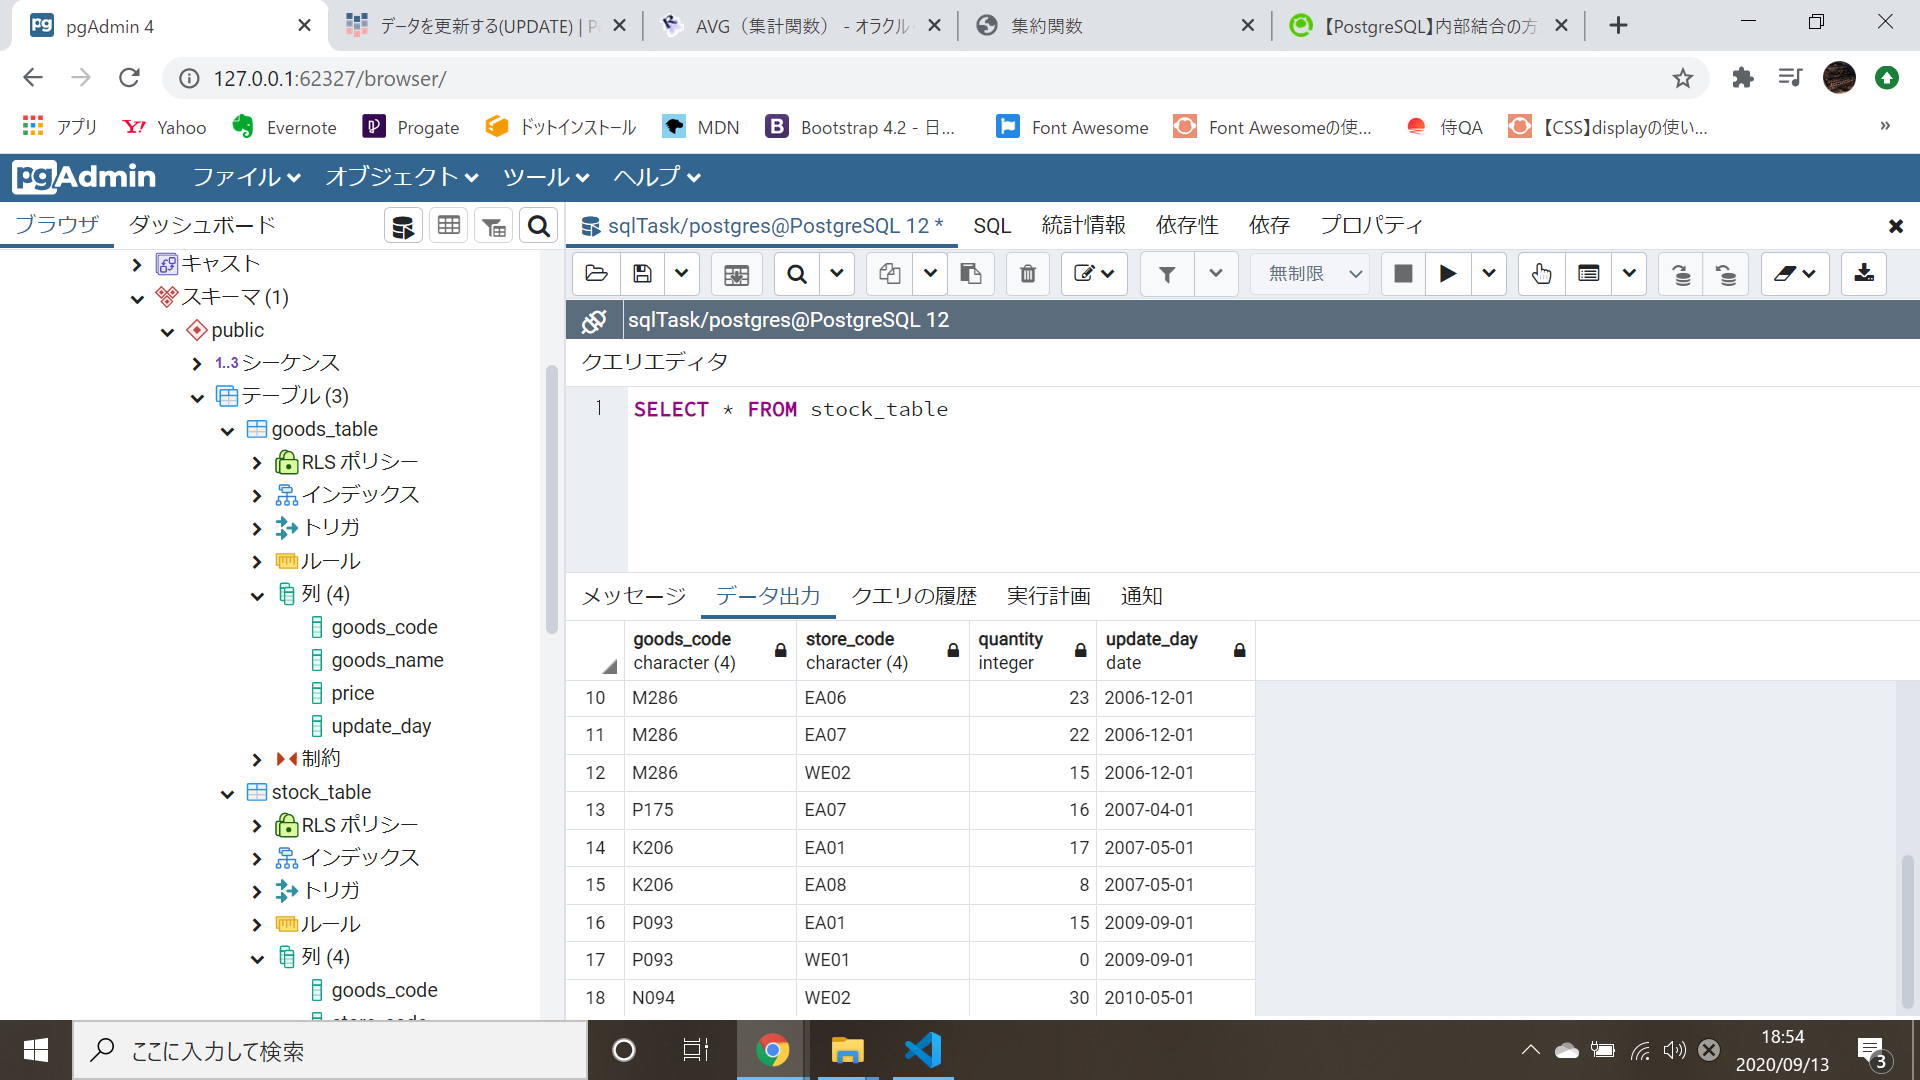 pgAdmin 4
データを更新する(UPDATE) | P
AVG（集計関数） - オラクル
集約関数
【PostgreSQL】内部結合の方
127.0.0.1:62327/browser/
アプリ
Yahoo
Evernote
Progate
ドットインストール
MDN
Bootstrap 4.2 - 日...
Font Awesome
Font Awesomeの使...
侍QA
【CSS】displayの使い...
»
pgAdmin
ファイル
オブジェクト
ツール
ヘルプ
ブラウザ
ダッシュボード
sqlTask/postgres@PostgreSQL 12 *
SQL
統計情報
依存性
依存
プロパティ
キャスト
スキーマ (1)
public
1..3 シーケンス
テーブル (3)
goods_table
RLS ポリシー
インデックス
トリガ
ルール
列 (4)
goods_code
goods_name
price
update_day
制約
stock_table
RLS ポリシー
インデックス
トリガ
ルール
列 (4)
goods_code
store_code
無制限
sqlTask/postgres@PostgreSQL 12
クエリエディタ
1 SELECT * FROM stock_table
メッセージ
データ出力
クエリの履歴
実行計画
通知
goods_code character (4)
store_code character (4)
quantity integer
update_day date
10 M286 EA06 23 2006-12-01
11 M286 EA07 22 2006-12-01
12 M286 WE02 15 2006-12-01
13 P175 EA07 16 2007-04-01
14 K206 EA01 17 2007-05-01
15 K206 EA08 8 2007-05-01
16 P093 EA01 15 2009-09-01
17 P093 WE01 0 2009-09-01
18 N094 WE02 30 2010-05-01
ここに入力して検索
18:54
2020/09/13
3